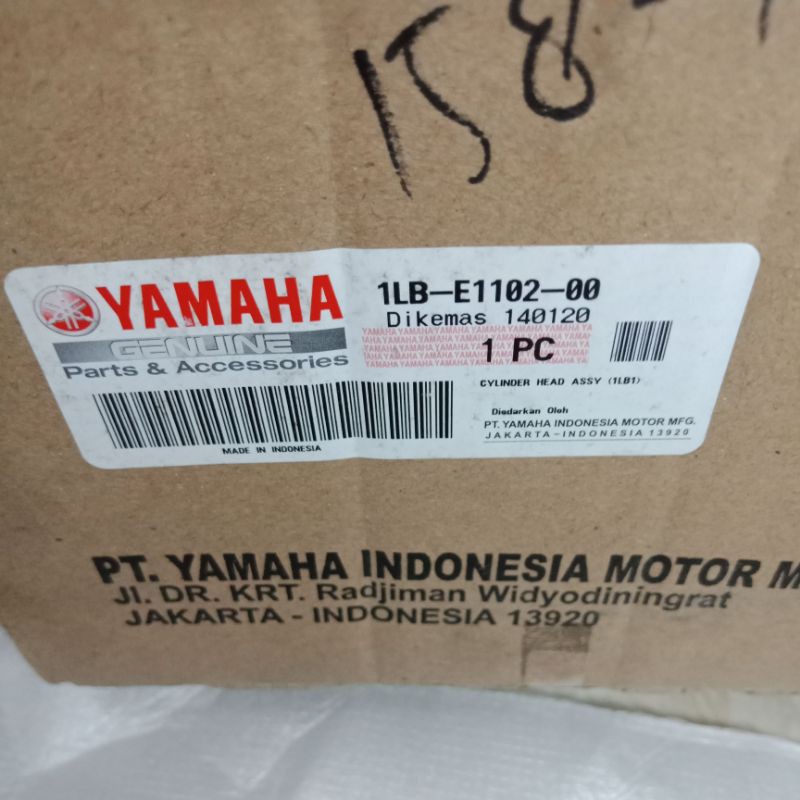 YAMAHA
GENUINE
Parts & Accessories
MADE IN INDONESIA
1LB-E1102-00
Dikemas 140120
1 PC
CYLINDER HEAD ASSY (1LB1)
Diedarkan Oleh
PT. YAMAHA INDONESIA MOTOR MFG.
JAKARTA-INDONESIA 13920
PT. YAMAHA INDONESIA MOTOR M
Jl. DR. KRT. Radjiman Widyodiningrat
JAKARTA - INDONESIA 13920